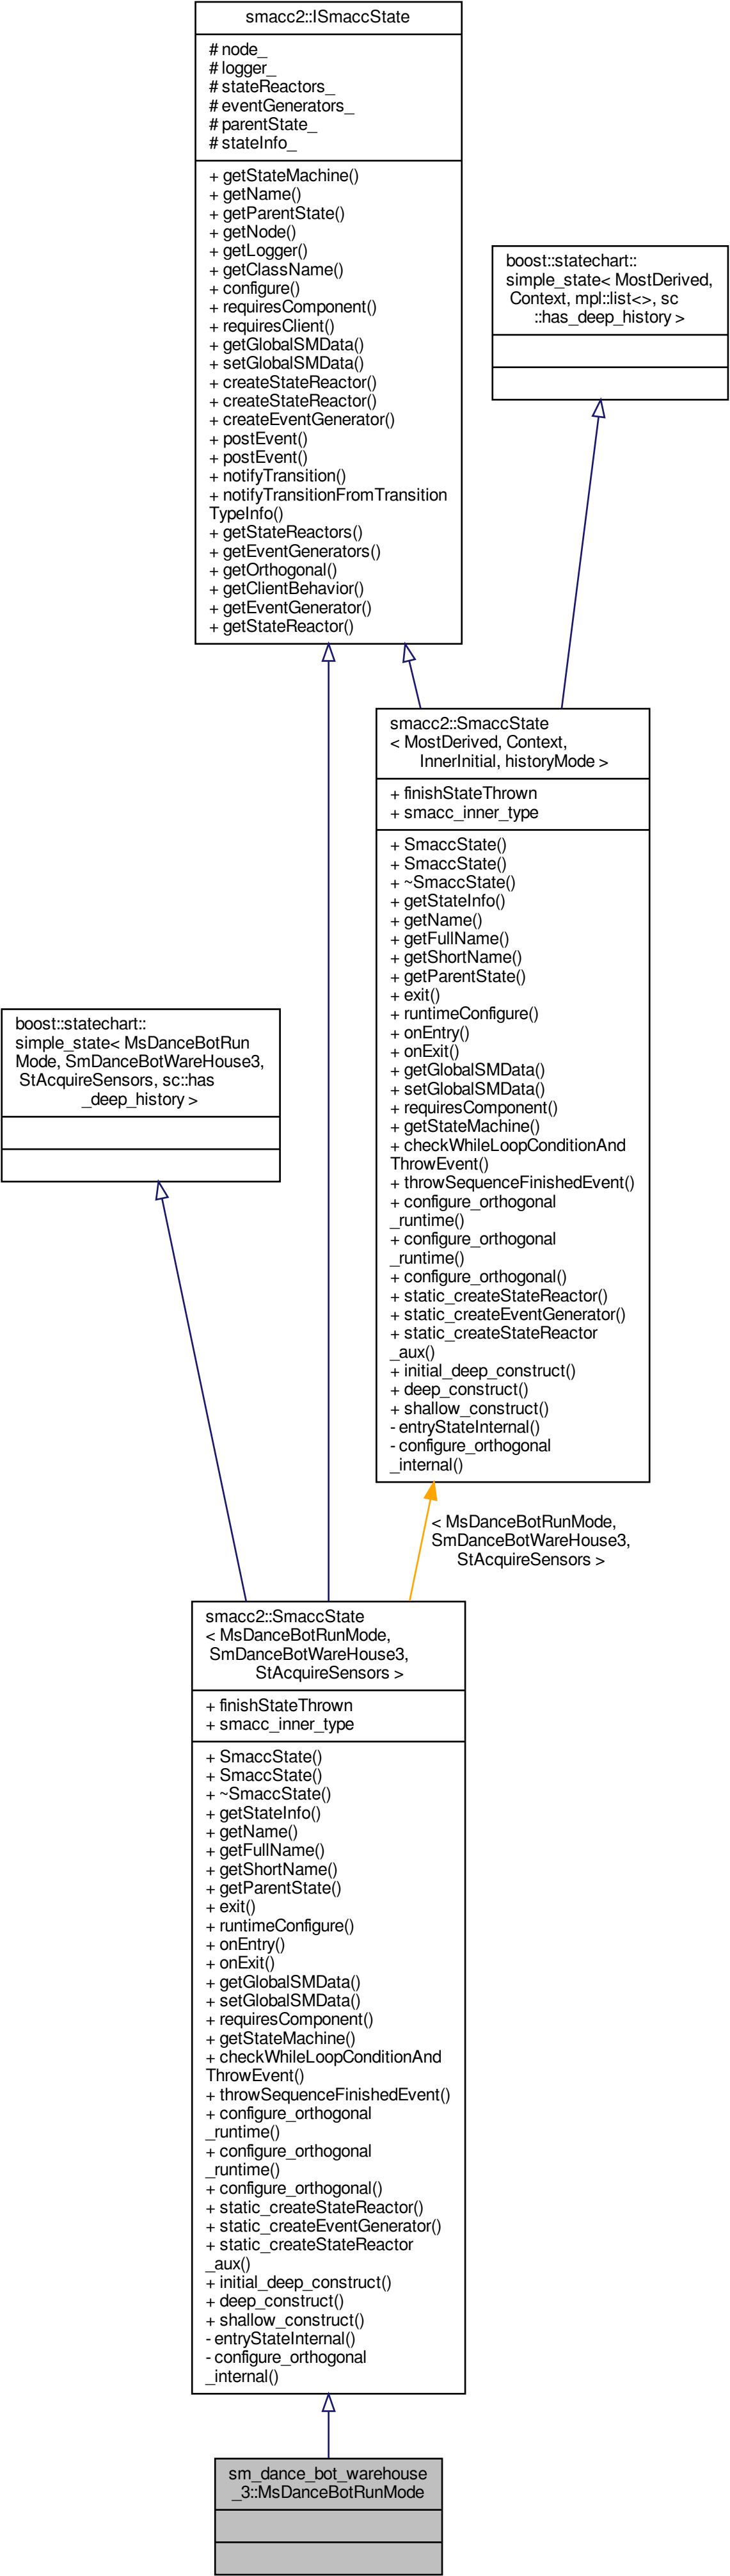 smacc2::ISmaccState
# node_
# logger_
# stateReactors_
# eventGenerators_
# parentState_
# stateInfo_
+ getStateMachine()
+ getName()
+ getParentState()
+ getNode()
+ getLogger()
+ getClassName()
+ configure()
+ requiresComponent()
+ requiresClient()
+ getGlobalSMData()
+ setGlobalSMData()
+ createStateReactor()
+ createStateReactor()
+ createEventGenerator()
+ postEvent()
+ postEvent()
+ notifyTransition()
+ notifyTransitionFromTransition
TypeInfo()
+ getStateReactors()
+ getEventGenerators()
+ getOrthogonal()
+ getClientBehavior()
+ getEventGenerator()
+ getStateReactor()
boost::statechart::
simple_state< MostDerived,
Context, mpl::list<>, sc
::has_deep_history >
smacc2::SmaccState
< MostDerived, Context,
InnerInitial, historyMode >
+ finishStateThrown
+ smacc_inner_type
+ SmaccState()
+ SmaccState()
+ ~SmaccState()
+ getStateInfo()
+ getName()
+ getFullName()
+ getShortName()
+ getParentState()
+ exit()
+ runtimeConfigure()
+ onEntry()
+ onExit()
+ getGlobalSMData()
+ setGlobalSMData()
+ requiresComponent()
+ getStateMachine()
+ checkWhileLoopConditionAnd
ThrowEvent()
+ throwSequenceFinishedEvent()
+ configure_orthogonal
_runtime()
+ configure_orthogonal
_runtime()
+ configure_orthogonal()
+ static_createStateReactor()
+ static_createEventGenerator()
+ static_createStateReactor
_aux()
+ initial_deep_construct()
+ deep_construct()
+ shallow_construct()
- entryStateInternal()
- configure_orthogonal
_internal()
boost::statechart::
simple_state< MsDanceBotRun
Mode, SmDanceBotWareHouse3,
StAcquireSensors, sc::has
_deep_history >
< MsDanceBotRunMode,
SmDanceBotWareHouse3,
StAcquireSensors >
smacc2::SmaccState
< MsDanceBotRunMode,
SmDanceBotWareHouse3,
StAcquireSensors >
+ finishStateThrown
+ smacc_inner_type
+ SmaccState()
+ SmaccState()
+ ~SmaccState()
+ getStateInfo()
+ getName()
+ getFullName()
+ getShortName()
+ getParentState()
+ exit()
+ runtimeConfigure()
+ onEntry()
+ onExit()
+ getGlobalSMData()
+ setGlobalSMData()
+ requiresComponent()
+ getStateMachine()
+ checkWhileLoopConditionAnd
ThrowEvent()
+ throwSequenceFinishedEvent()
+ configure_orthogonal
_runtime()
+ configure_orthogonal
_runtime()
+ configure_orthogonal()
+ static_createStateReactor()
+ static_createEventGenerator()
+ static_createStateReactor
_aux()
+ initial_deep_construct()
+ deep_construct()
+ shallow_construct()
- entryStateInternal()
- configure_orthogonal
_internal()
sm_dance_bot_warehouse
_3::MsDanceBotRunMode